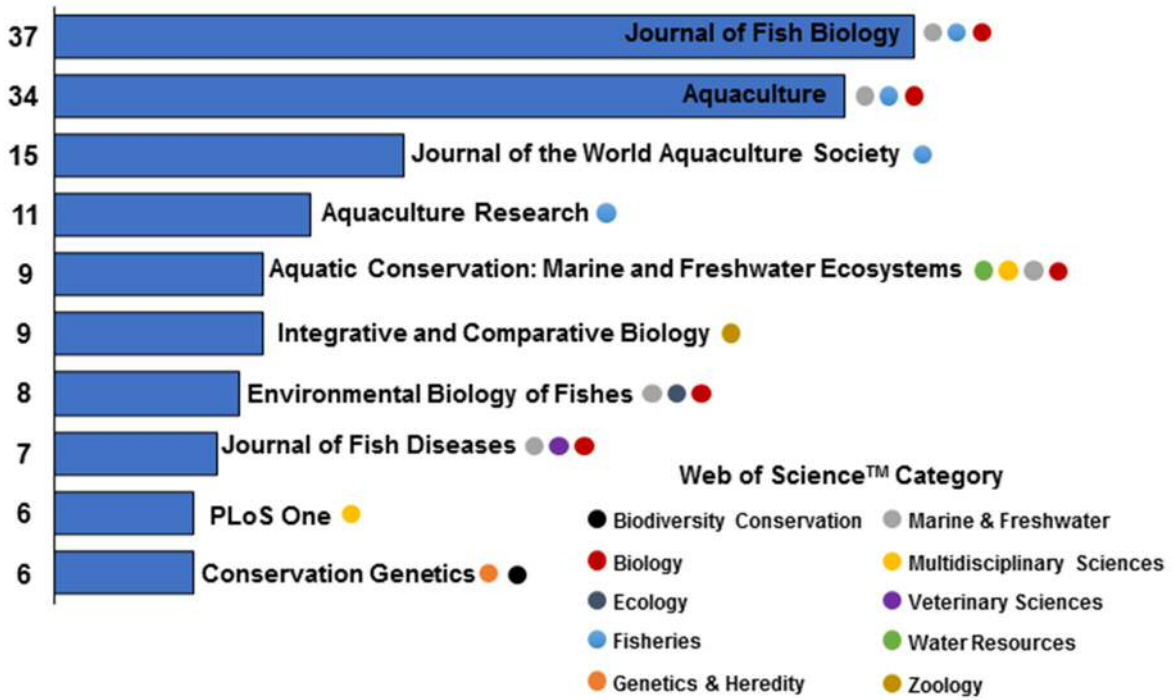 37 Journal of Fish Biology
34 Aquaculture
15 Journal of the World Aquaculture Society
11 Aquaculture Research
9 Aquatic Conservation: Marine and Freshwater Ecosystems
9 Integrative and Comparative Biology
8 Environmental Biology of Fishes
7 Journal of Fish Diseases
6 PLoS One
6 Conservation Genetics
Web of Science™ Category
Biodiversity Conservation
Biology
Ecology
Fisheries
Genetics & Heredity
Marine & Freshwater
Multidisciplinary Sciences
Veterinary Sciences
Water Resources
Zoology